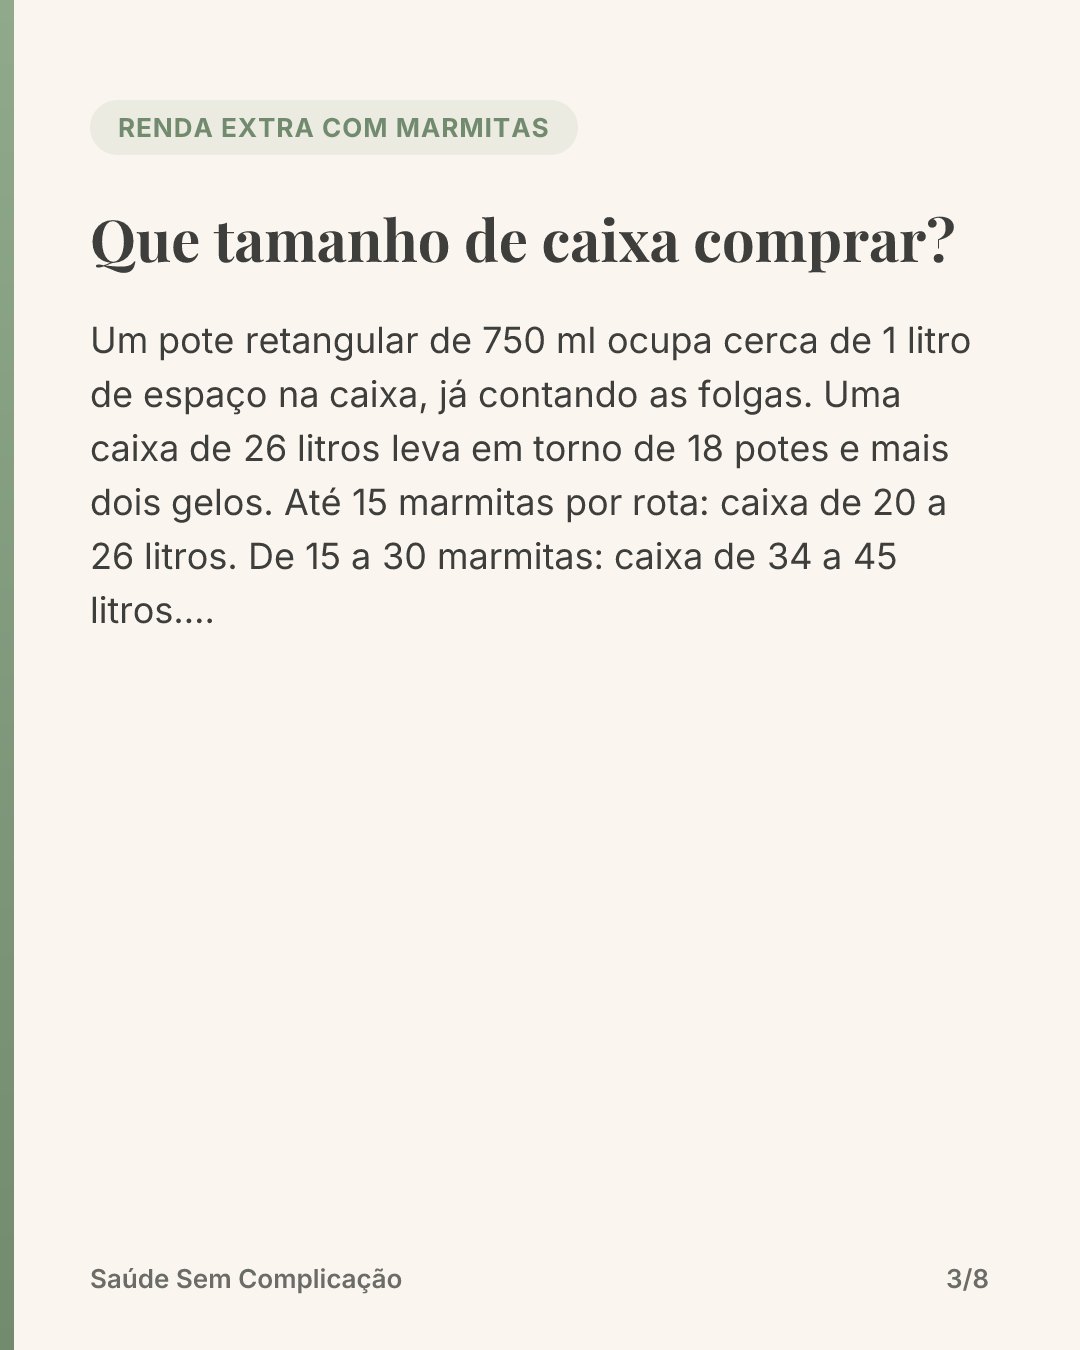 RENDA EXTRA COM MARMITAS
Que tamanho de caixa comprar?
Um pote retangular de 750 ml ocupa cerca de 1 litro
de espaço na caixa, já contando as folgas. Uma
caixa de 26 litros leva em torno de 18 potes e mais
dois gelos. Até 15 marmitas por rota: caixa de 20 a
26 litros. De 15 a 30 marmitas: caixa de 34 a 45
litros....
Saúde Sem Complicação
3/8